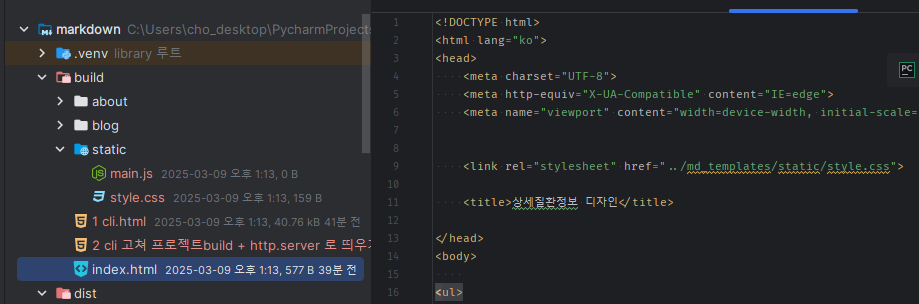 markdown C:\Users\cho_desktop\PycharmProjects
.venv library 루트
build
about
blog
static
JS main.js 2025-03-09 오후 1:13, 0 B
style.css 2025-03-09 오후 1:13, 159 B
1 cli.html 2025-03-09 오후 1:13, 40.76 kB 41분 전
2 cli 고쳐 프로젝트build + http.server 로 띄우
index.html 2025-03-09 오후 1:13, 577 B 39분 전
dist
1 <!DOCTYPE html>
2 <html lang="ko">
3 <head>
4 <meta charset="UTF-8">
5 <meta http-equiv="X-UA-Compatible" content="IE=edge">
6 <meta name="viewport" content="width=device-width, initial-scale=
7
8
9 <link rel="stylesheet" href="../md_templates/static/style.css">
10
11 <title>상세질환정보 디자인</title>
12
13 </head>
14 <body>
15
16 <ul>
PC